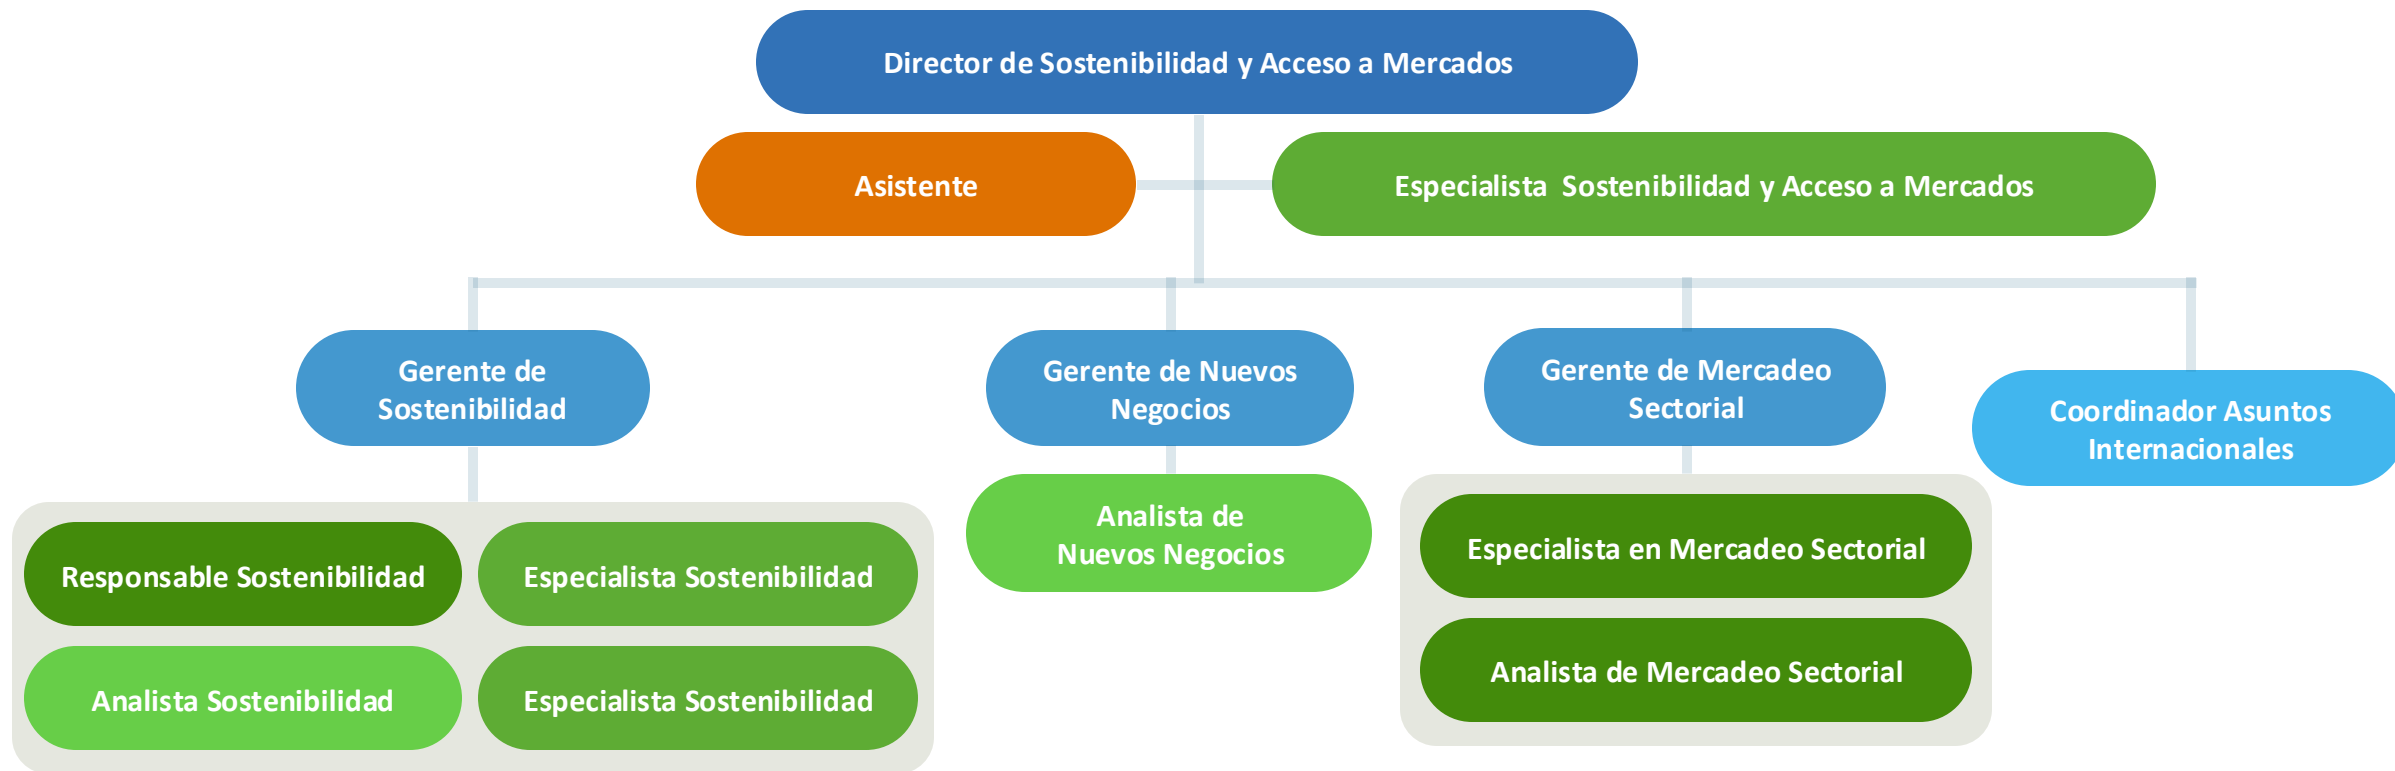 Director de Sostenibilidad y Acceso a Mercados
Asistente
Especialista  Sostenibilidad y Acceso a Mercados
Gerente de
Sostenibilidad
Gerente de Nuevos
Negocios
Gerente de Mercadeo
Sectorial
Coordinador Asuntos
Internacionales
Responsable Sostenibilidad
Especialista Sostenibilidad
Analista Sostenibilidad
Especialista Sostenibilidad
Analista de
Nuevos Negocios
Especialista en Mercadeo Sectorial
Analista de Mercadeo Sectorial